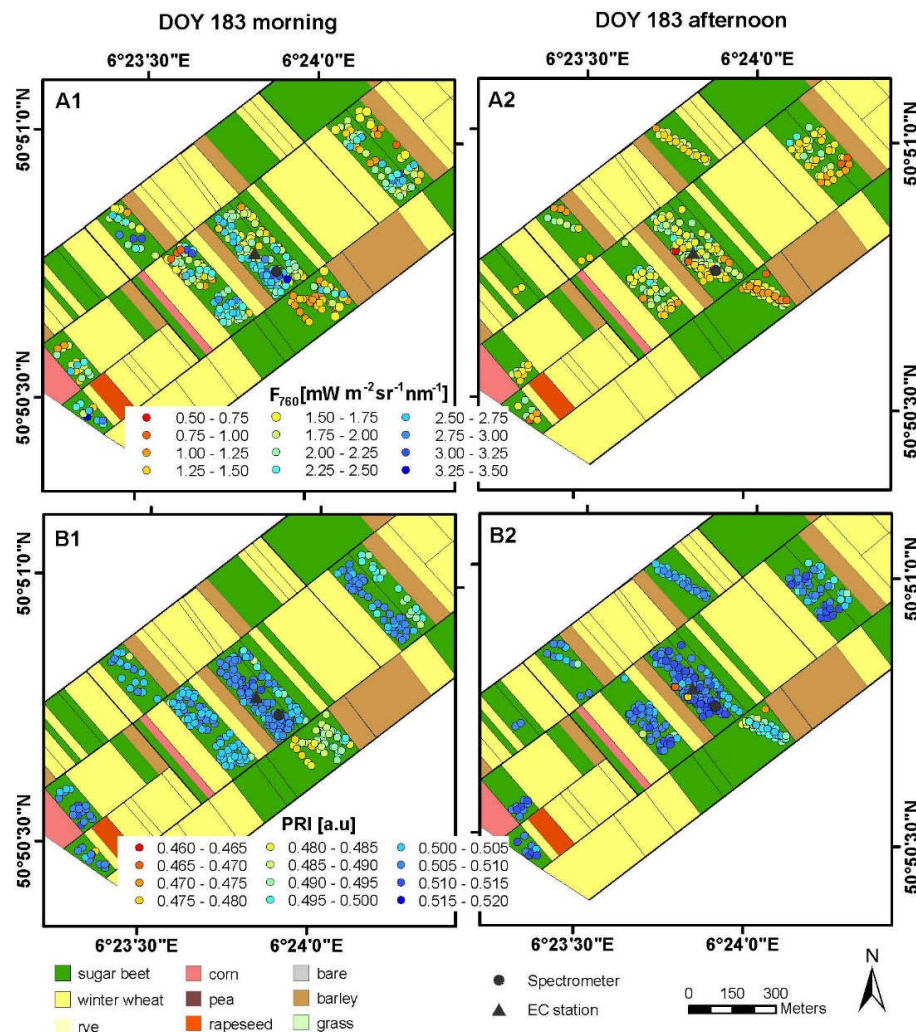 DOY 183 morning
DOY 183 afternoon
6°23'30"E 6°24'0"E
6°23'30"E 6°24'0"E
A1
A2
50°51'0"N
50°51'0"N
50°50'30"N
50°50'30"N
F760 [mW m-2 sr-1 nm-1]
0.50 - 0.75 1.50 - 1.75 2.50 - 2.75
0.75 - 1.00 1.75 - 2.00 2.75 - 3.00
1.00 - 1.25 2.00 - 2.25 3.00 - 3.25
1.25 - 1.50 2.25 - 2.50 3.25 - 3.50
B1
B2
50°51'0"N
50°51'0"N
50°50'30"N
50°50'30"N
PRI [a.u]
0.460 - 0.465 0.480 - 0.485 0.500 - 0.505
0.465 - 0.470 0.485 - 0.490 0.505 - 0.510
0.470 - 0.475 0.490 - 0.495 0.510 - 0.515
0.475 - 0.480 0.495 - 0.500 0.515 - 0.520
6°23'30"E 6°24'0"E
6°23'30"E 6°24'0"E
sugar beet corn bare
winter wheat pea barley
rye rapeseed grass
Spectrometer
EC station
0 150 300
Meters
N